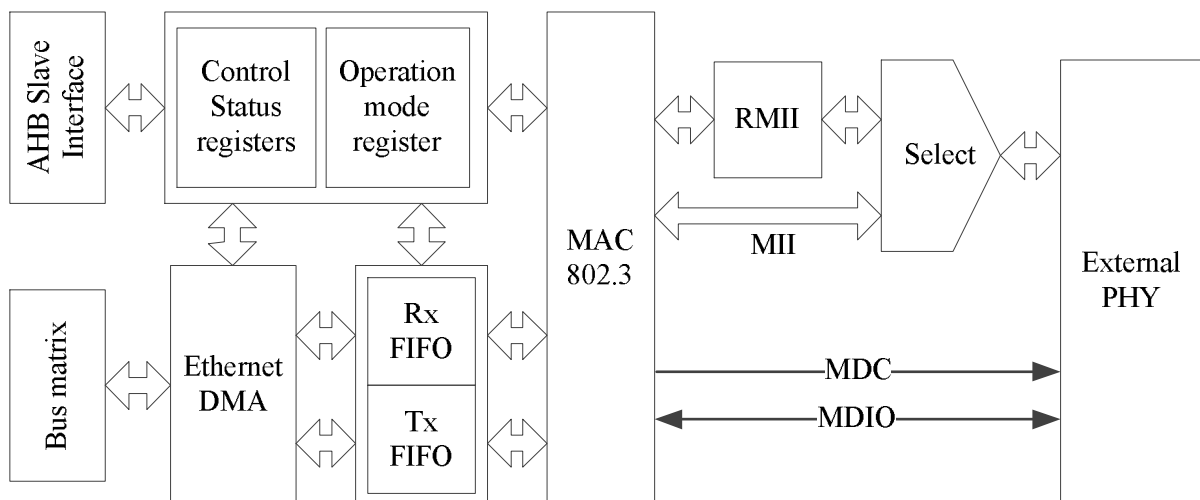 AHB Slave
Interface
Control
Status
registers
Operation
mode
register
RMII
Select
MII
MAC
802.3
External
PHY
Bus matrix
Ethernet
DMA
Rx
FIFO
Tx
FIFO
MDC
MDIO